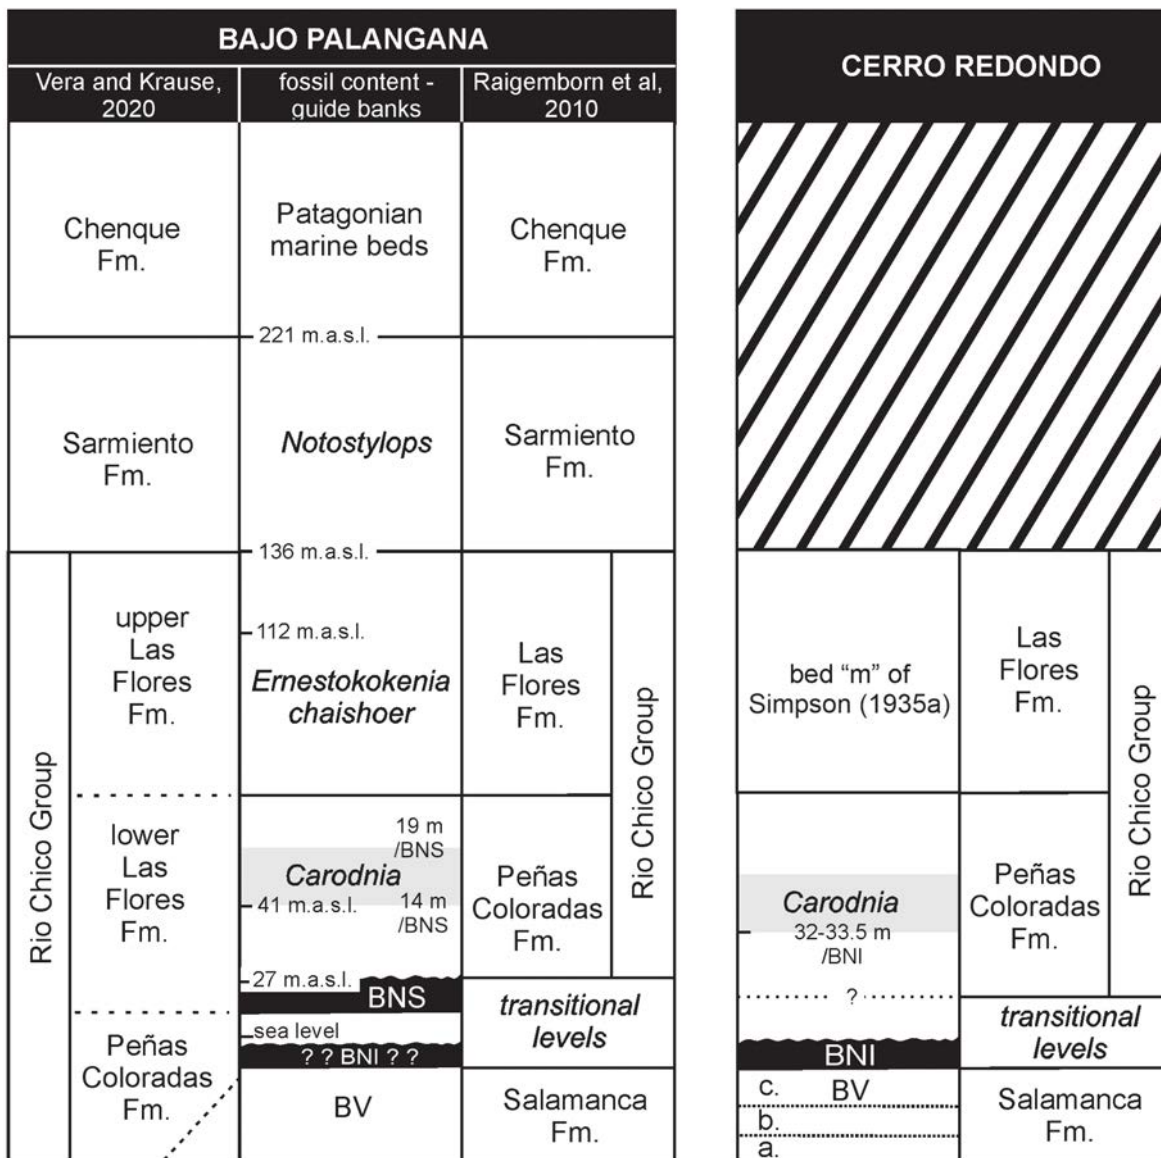 BAJO PALANGANA
Vera and Krause,
2020
fossil content -
guide banks
Raigemborn et al,
2010
Chenque
Fm.
Patagonian
marine beds
Chenque
Fm.
221 m.a.s.l.
Sarmiento
Fm.
Notostylops
Sarmiento
Fm.
136 m.a.s.l.
Rio Chico Group
upper
Las
Flores
Fm.
112 m.a.s.l.
Ernestokokenia
chaishoer
Las
Flores
Fm.
Rio Chico Group
lower
Las
Flores
Fm.
19 m
/BNS
Carodnia
41 m.a.s.l.
14 m
/BNS
Peñas
Coloradas
Fm.
27 m.a.s.l.
BNS
transitional
levels
sea level
? ? BNI ? ?
Peñas
Coloradas
Fm.
BV
Salamanca
Fm.
CERRO REDONDO
bed “m” of
Simpson (1935a)
Las
Flores
Fm.
Rio Chico Group
Carodnia
32-33.5 m
/BNI
Peñas
Coloradas
Fm.
?
transitional
levels
BNI
c. BV
b.
a.
Salamanca
Fm.